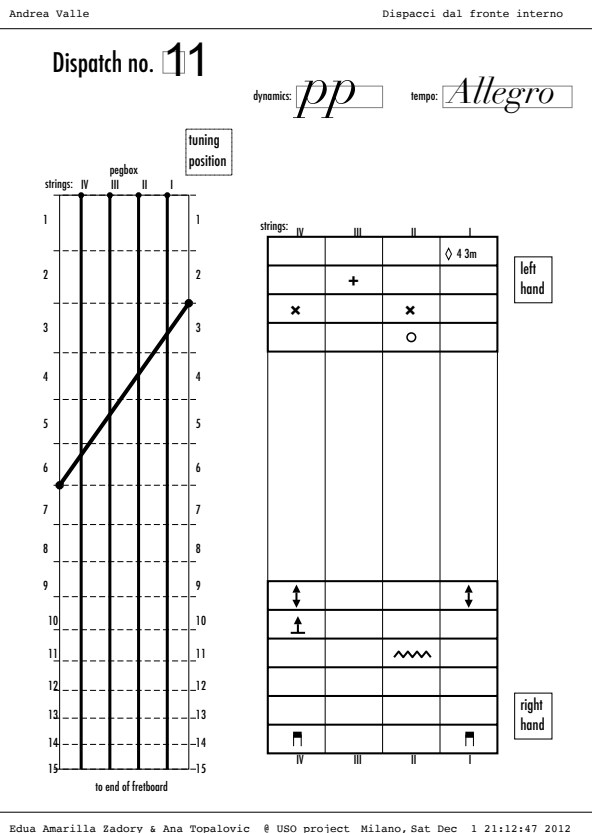 Andrea Valle Dispacci dal fronte interno
Dispatch no. 11
dynamics: pp tempo: Allegro
tuning
position
pegbox
strings: IV III II I
1 1
2 2
3 3
4 4
5 5
6 6
7 7
8 8
9 9
10 10
11 11
12 12
13 13
14 14
15 15
to end of fretboard
strings: IV III II I
◊ 4 3m
left
hand
+
× ×
○
right
hand
IV III II I
Edua Amarilla Zadory & Ana Topalovic @ USO project Milano, Sat Dec 1 21:12:47 2012